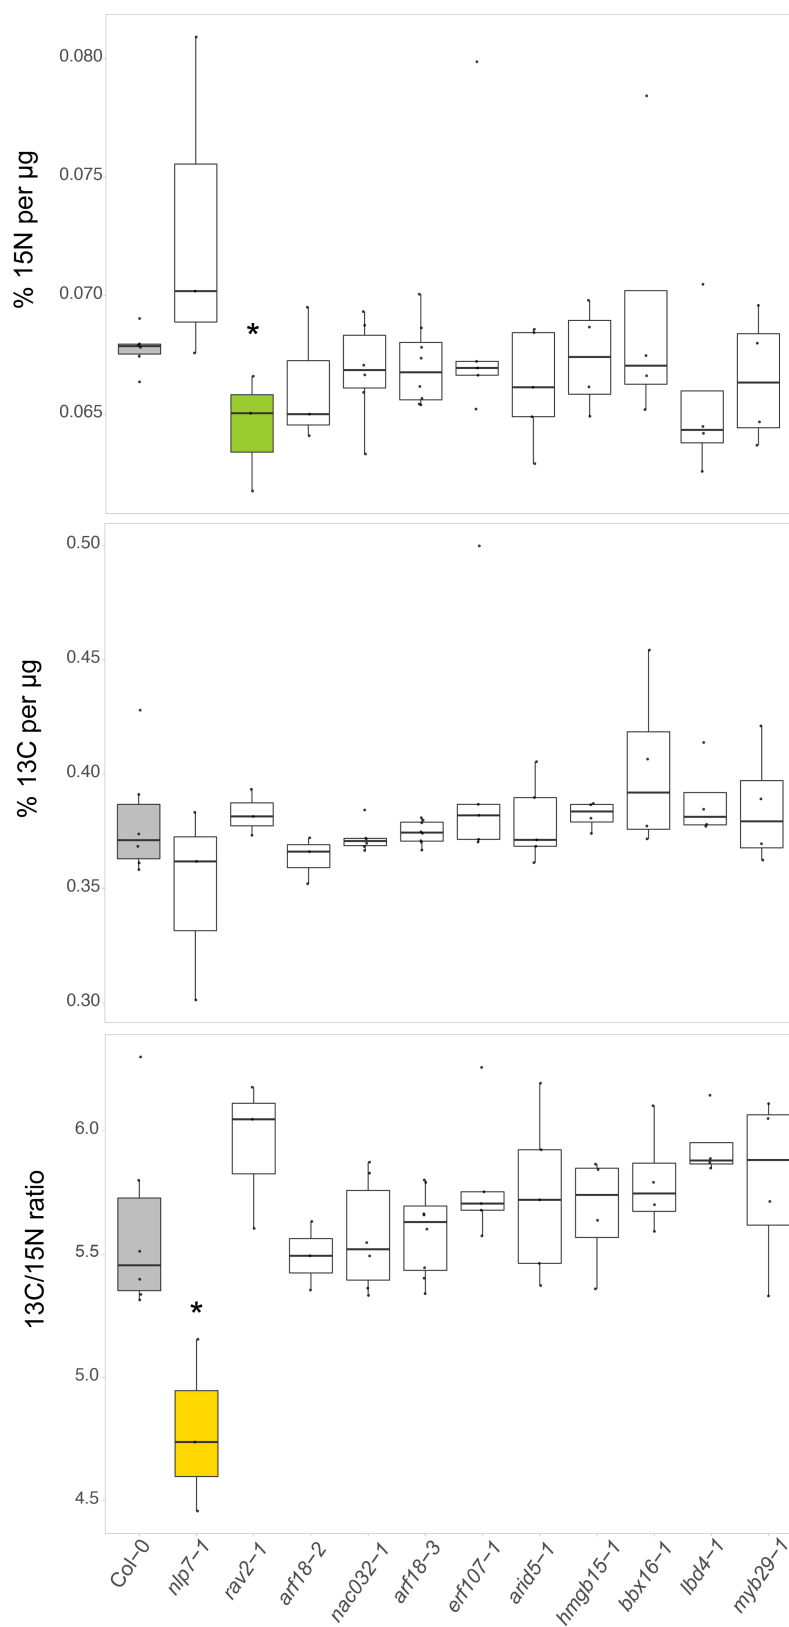 % 15N per µg
0.080
0.075
0.070
0.065
*
% 13C per µg
0.50
0.45
0.40
0.35
0.30
13C/15N ratio
6.0
5.5
5.0
4.5
*
Col−0
nlp7−1
rav2−1
arf18−2
nac032−1
arf18−3
erf107−1
arid5−1
hmgb15−1
bbx16−1
lbd4−1
myb29−1